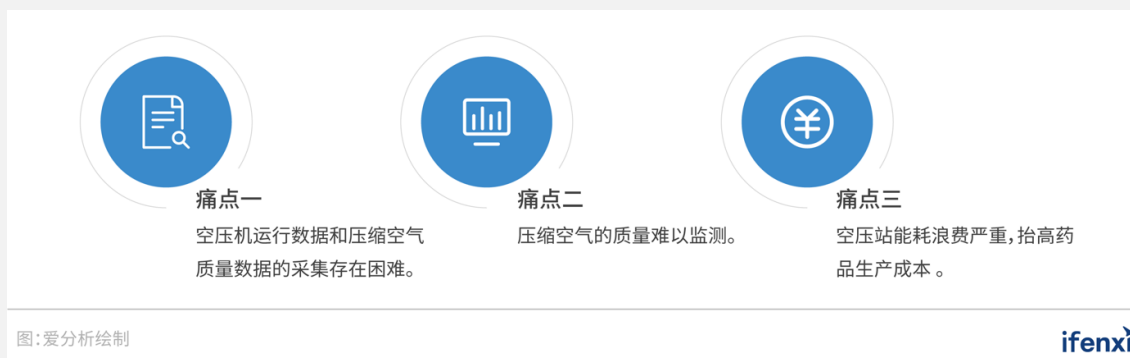 痛点一
空压机运行数据和压缩空气
质量数据的采集存在困难。
痛点二
压缩空气的质量难以监测。
痛点三
空压站能耗浪费严重,抬高药
品生产成本 。
图:爱分析绘制
ifenxi